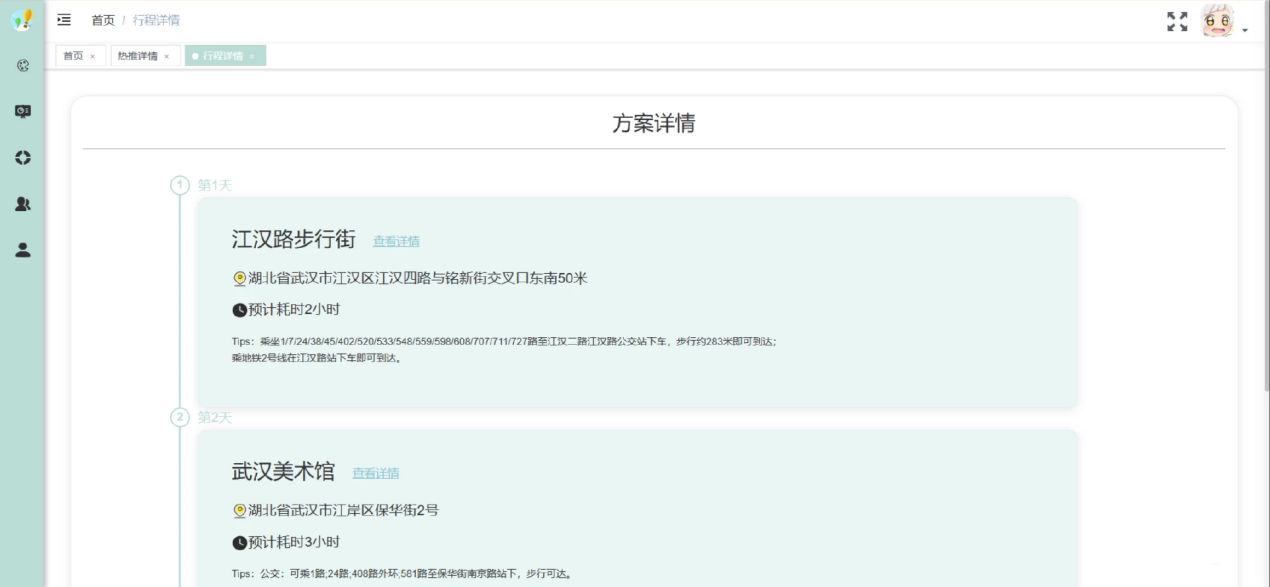 首页 / 行程详情
首页 × 热推详情 × 行程详情 ×
方案详情
1 第1天
江汉路步行街 查看详情
湖北省武汉市江汉区江汉四路与铭新街交叉口东南50米
预计耗时2小时
Tips：乘坐1/7/24/38/45/402/520/533/548/559/598/608/707/711/727路至江汉二路江汉路公交站下车，步行约283米即可到达；
乘地铁2号线在江汉路站下车即可到达。
2 第2天
武汉美术馆 查看详情
湖北省武汉市江岸区保华街2号
预计耗时3小时
Tips：公交：可乘1路;24路;408路外环;581路至保华街南京路站下，步行可达。